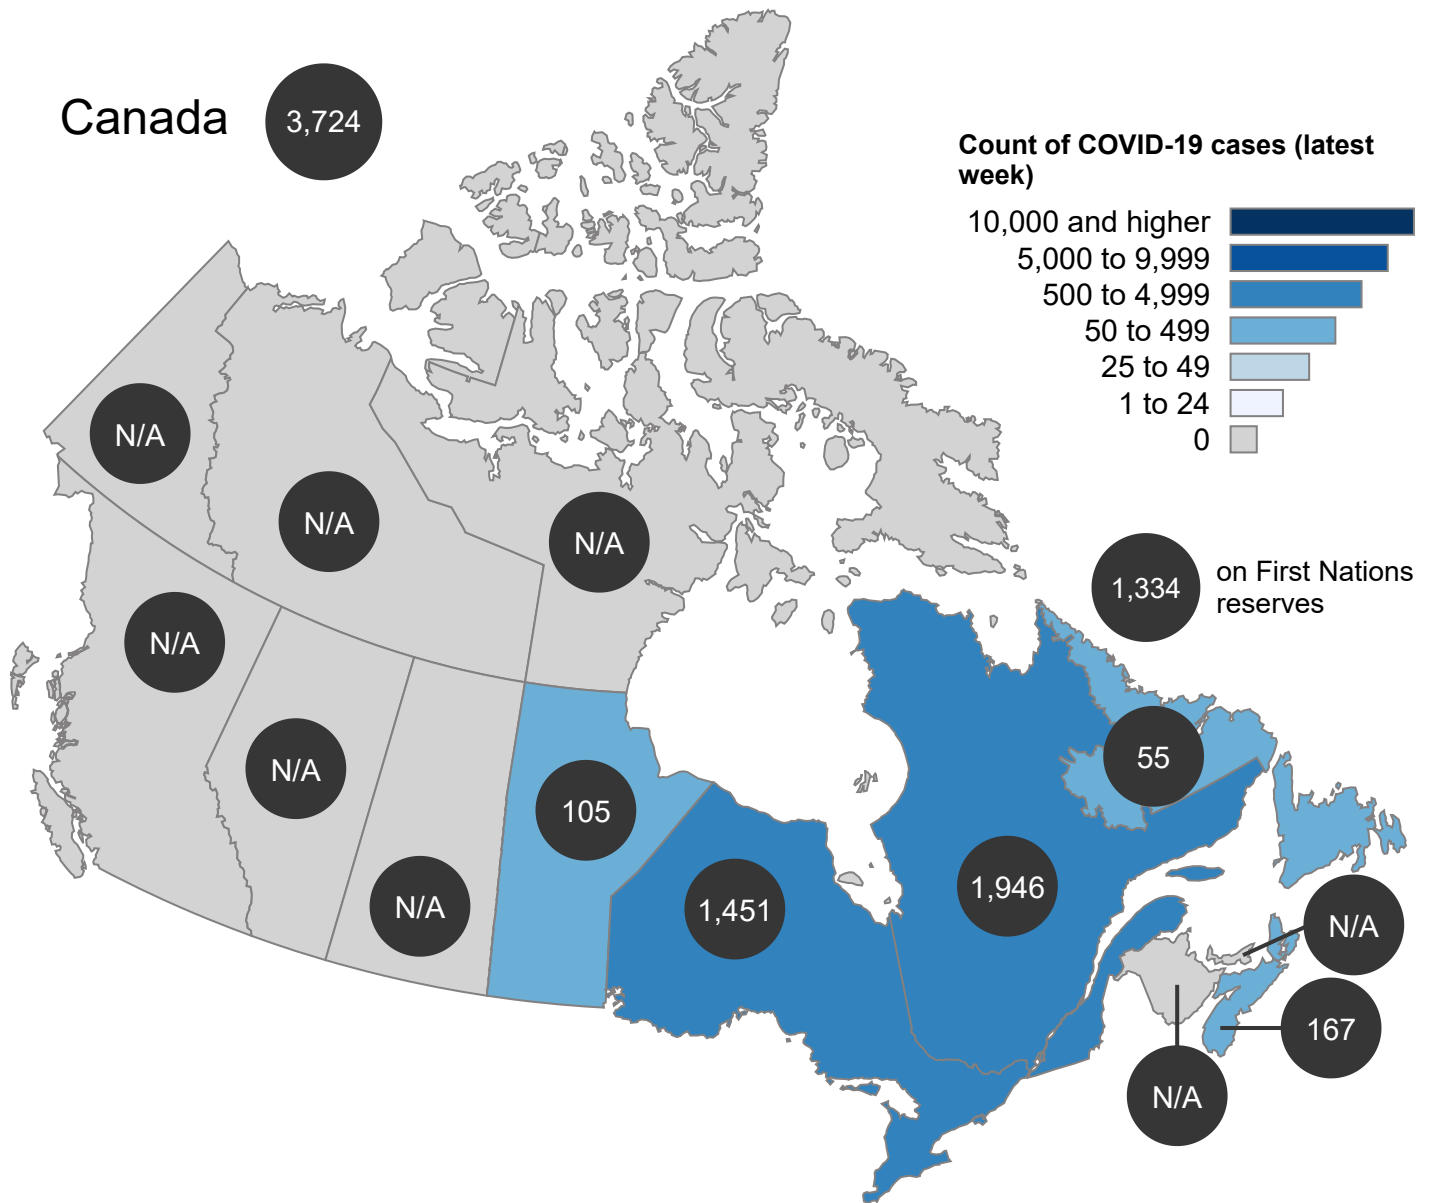 Canada
3,724
Count of COVID-19 cases (latest
week)
10,000 and higher
5,000 to 9,999
500 to 4,999
50 to 499
25 to 49
1 to 24
0
N/A
N/A
N/A
1,334
on First Nations
reserves
N/A
N/A
55
105
N/A
1,451
1,946
N/A
167
N/A